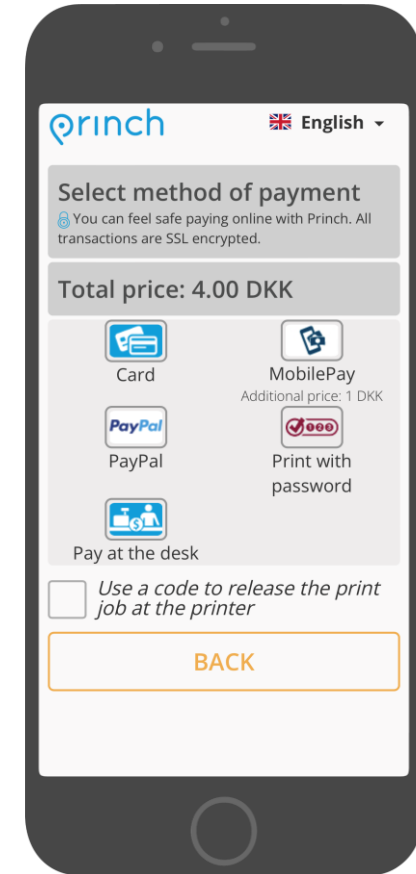 princh
English
Select method of payment
You can feel safe paying online with Princh. All
transactions are SSL encrypted.
Total price: 4.00 DKK
Card
MobilePay
Additional price: 1 DKK
PayPal
PayPal
Print with
password
Pay at the desk
Use a code to release the print
job at the printer
BACK